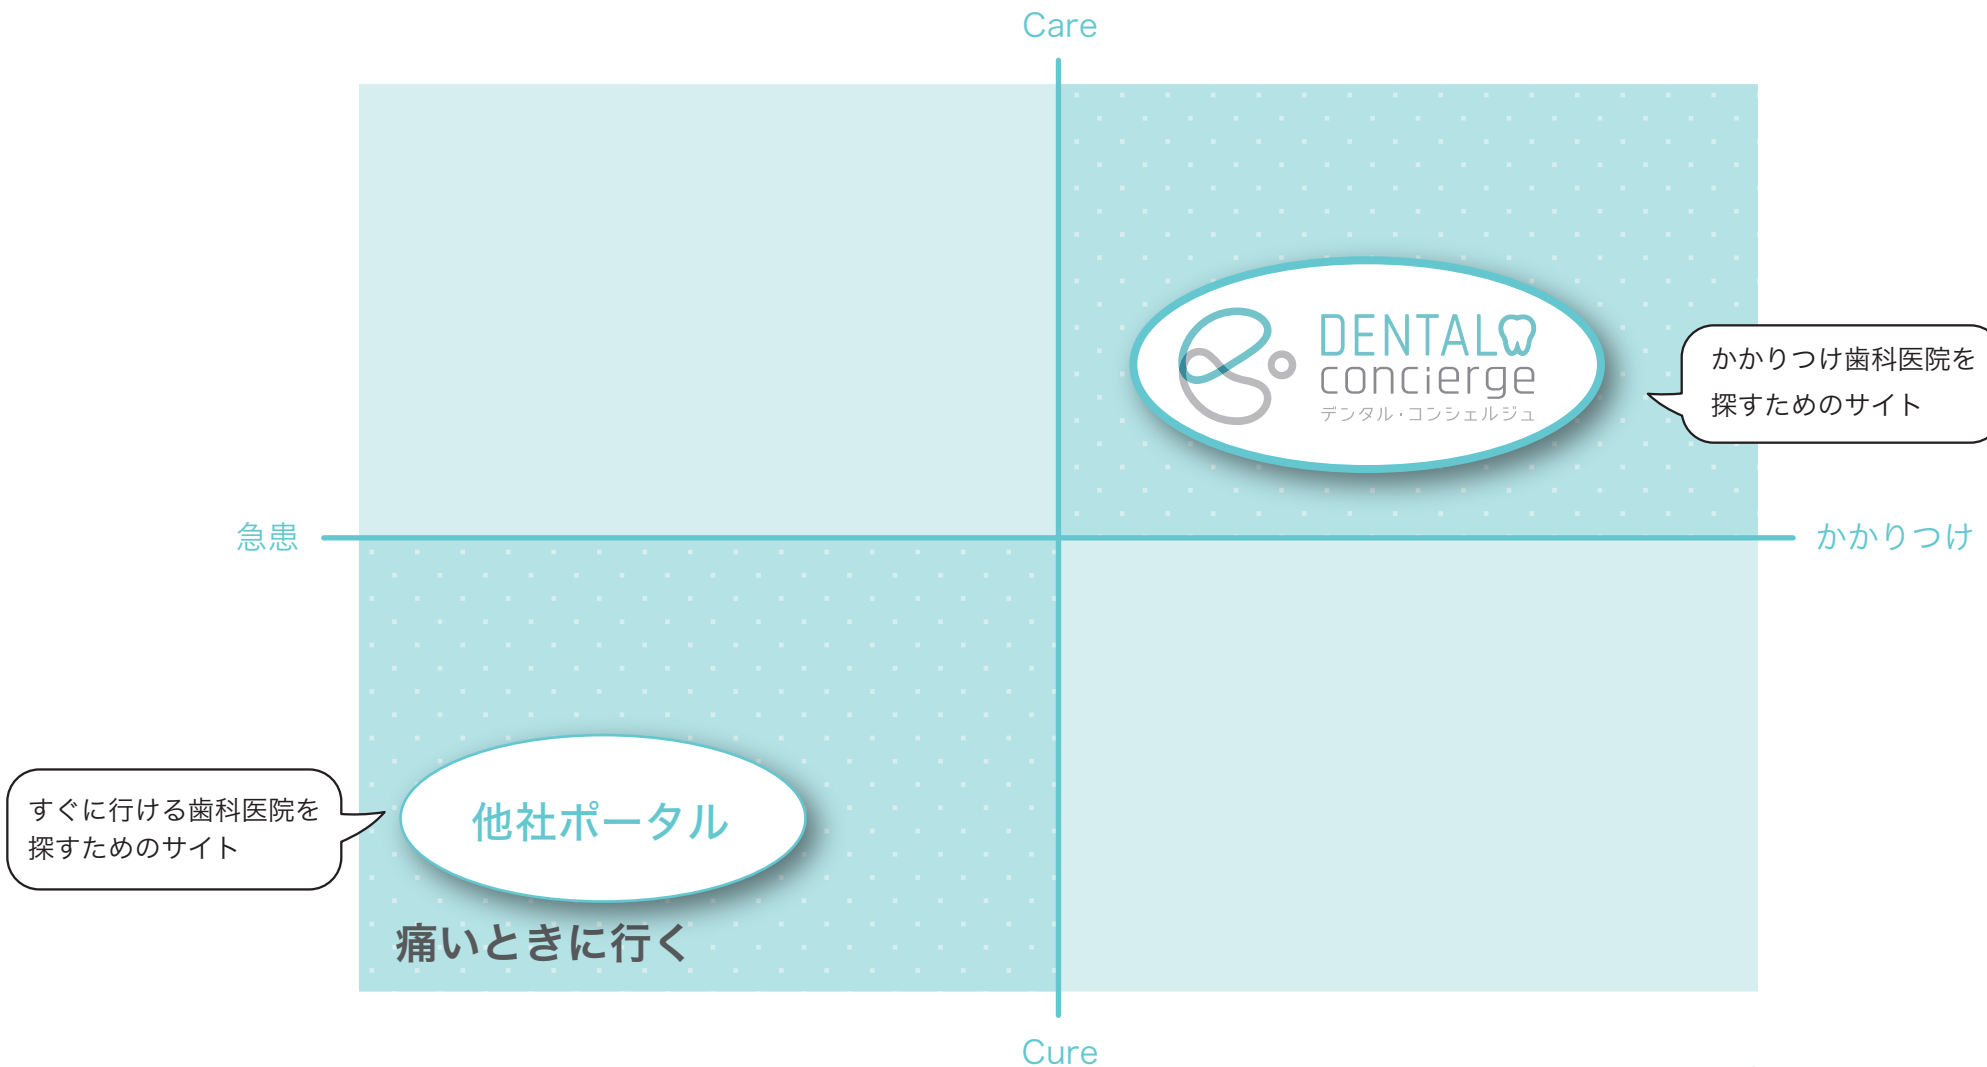 Care
DENTAL
concierge
デンタル・コンシェルジュ
かかりつけ歯科医院を
探すためのサイト
急患
かかりつけ
すぐに行ける歯科医院を
探すためのサイト
他社ポータル
痛いときに行く
Cure